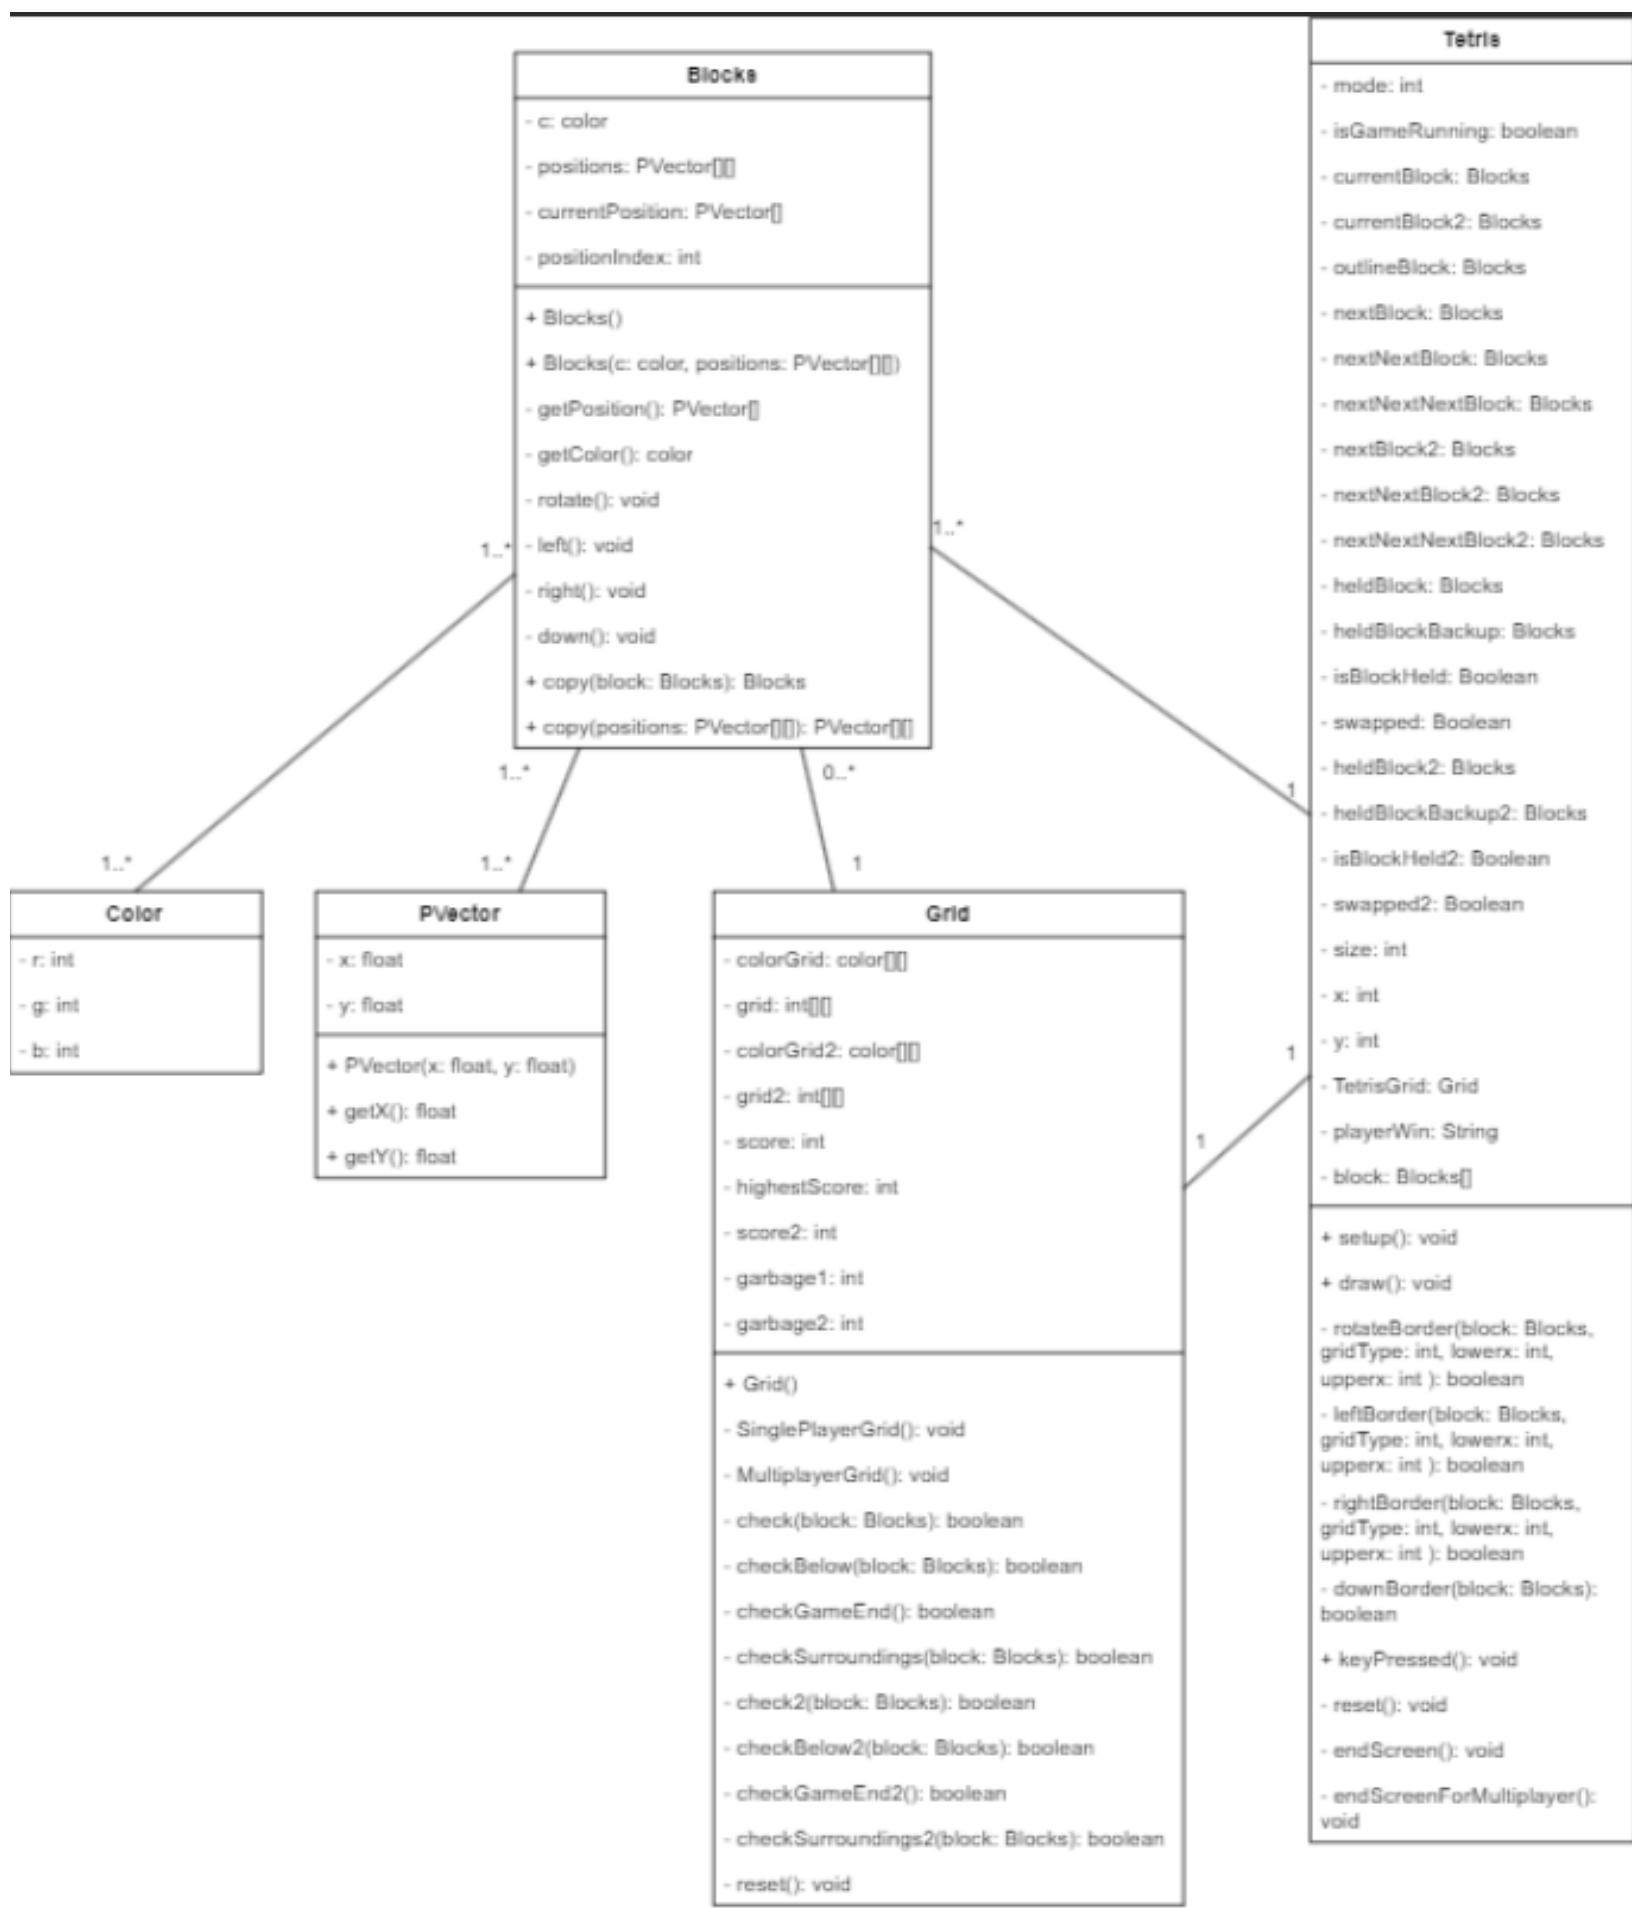 Blocks
- c: color
- positions: PVector[][]
- currentPosition: PVector[]
- positionIndex: int
+ Blocks()
+ Blocks(c: color, positions: PVector[][])
- getPosition(): PVector[]
- getColor(): color
- rotate(): void
- left(): void
- right(): void
- down(): void
+ copy(block: Blocks): Blocks
+ copy(positions: PVector[][]): PVector[][]
1..*
1..*
1..*
1..*
0..*
1
1..*
1
1
1
Color
- r: int
- g: int
- b: int
PVector
- x: float
- y: float
+ PVector(x: float, y: float)
+ getX(): float
+ getY(): float
Grid
- colorGrid: color[][]
- grid: int[][]
- colorGrid2: color[][]
- grid2: int[][]
- score: int
- highestScore: int
- score2: int
- garbage1: int
- garbage2: int
+ Grid()
- SinglePlayerGrid(): void
- MultiplayerGrid(): void
- check(block: Blocks): boolean
- checkBelow(block: Blocks): boolean
- checkGameEnd(): boolean
- checkSurroundings(block: Blocks): boolean
- check2(block: Blocks): boolean
- checkBelow2(block: Blocks): boolean
- checkGameEnd2(): boolean
- checkSurroundings2(block: Blocks): boolean
- reset(): void
Tetris
- mode: int
- isGameRunning: boolean
- currentBlock: Blocks
- currentBlock2: Blocks
- outlineBlock: Blocks
- nextBlock: Blocks
- nextNextBlock: Blocks
- nextNextNextBlock: Blocks
- nextBlock2: Blocks
- nextNextBlock2: Blocks
- nextNextNextBlock2: Blocks
- heldBlock: Blocks
- heldBlockBackup: Blocks
- isBlockHeld: Boolean
- swapped: Boolean
- heldBlock2: Blocks
- heldBlockBackup2: Blocks
- isBlockHeld2: Boolean
- swapped2: Boolean
- size: int
- x: int
- y: int
- TetrisGrid: Grid
- playerWin: String
- block: Blocks[]
+ setup(): void
+ draw(): void
- rotateBorder(block: Blocks,
gridType: int, lowerx: int,
upperx: int ): boolean
- leftBorder(block: Blocks,
gridType: int, lowerx: int,
upperx: int ): boolean
- rightBorder(block: Blocks,
gridType: int, lowerx: int,
upperx: int ): boolean
- downBorder(block: Blocks):
boolean
+ keyPressed(): void
- reset(): void
- endScreen(): void
- endScreenForMultiplayer():
void